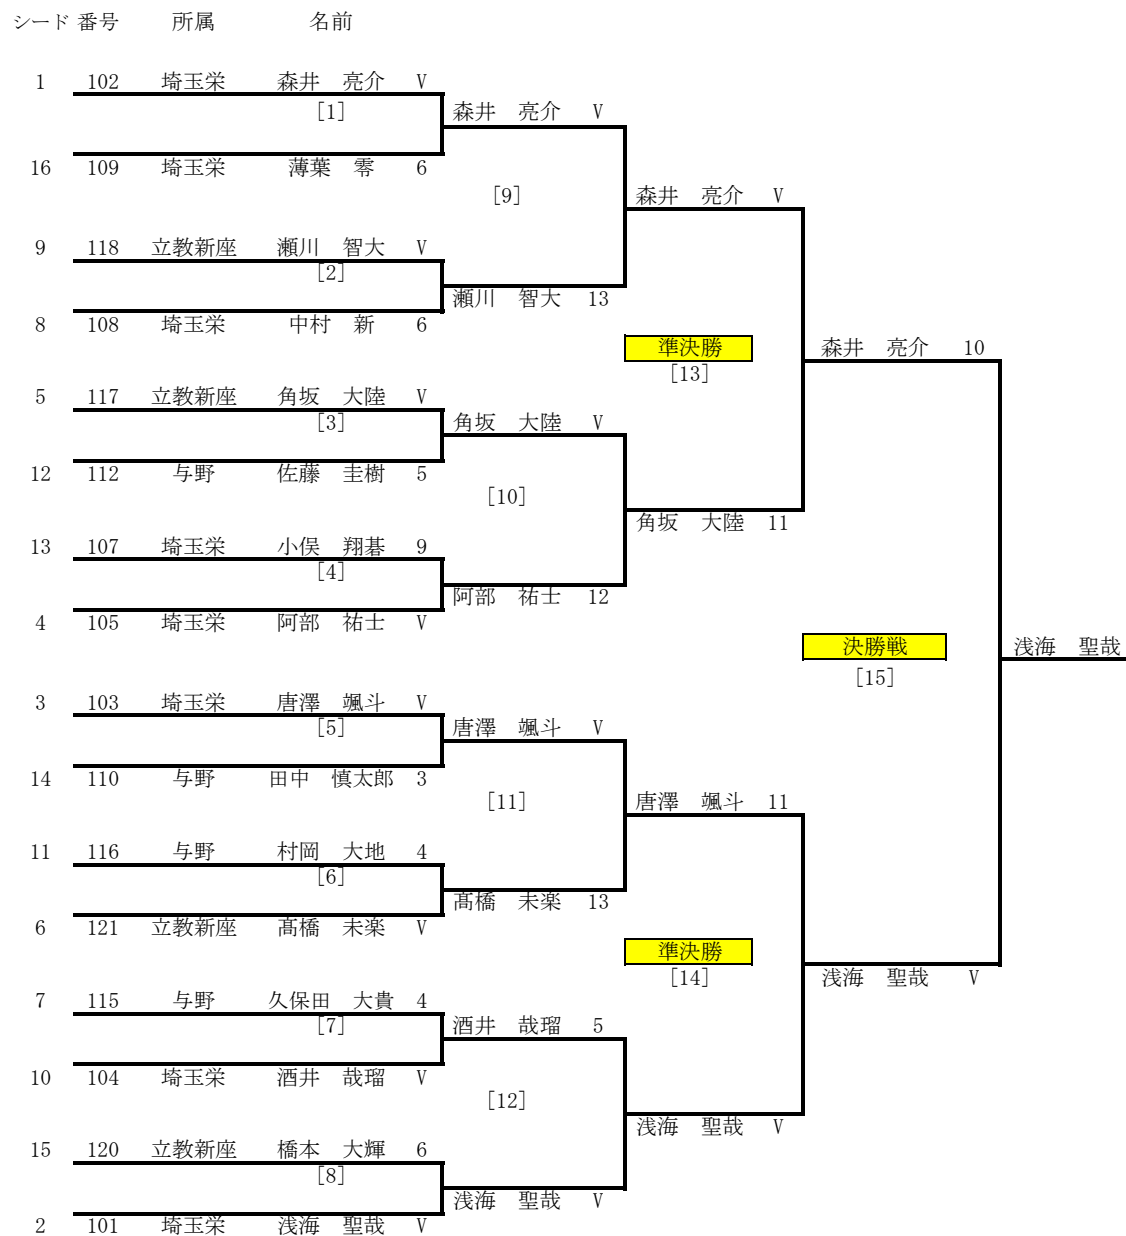 シード 番号 所属 名前
1 102 埼玉栄 森井 亮介 V
[1]
森井 亮介 V
16 109 埼玉栄 薄葉 零 6
[9]
森井 亮介 V
9 118 立教新座 瀬川 智大 V
[2]
瀬川 智大 13
8 108 埼玉栄 中村 新 6
準決勝
[13]
森井 亮介 10
5 117 立教新座 角坂 大陸 V
[3]
角坂 大陸 V
12 112 与野 佐藤 圭樹 5
[10]
角坂 大陸 11
13 107 埼玉栄 小俣 翔碁 9
[4]
阿部 祐士 12
4 105 埼玉栄 阿部 祐士 V
決勝戦
[15]
浅海 聖哉
3 103 埼玉栄 唐澤 颯斗 V
[5]
唐澤 颯斗 V
14 110 与野 田中 慎太郎 3
[11]
唐澤 颯斗 11
11 116 与野 村岡 大地 4
[6]
髙橋 未楽 13
6 121 立教新座 髙橋 未楽 V
準決勝
[14]
浅海 聖哉 V
7 115 与野 久保田 大貴 4
[7]
酒井 哉瑠 5
10 104 埼玉栄 酒井 哉瑠 V
[12]
浅海 聖哉 V
15 120 立教新座 橋本 大輝 6
[8]
浅海 聖哉 V
2 101 埼玉栄 浅海 聖哉 V